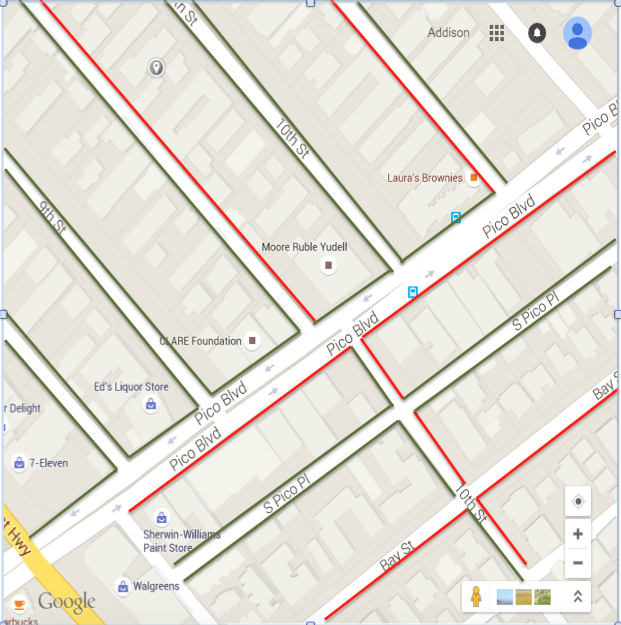 n St
Addison
Pico B
10th St
Laura's Brownies
Pico Blvd
9th St
Moore Ruble Yudell
S Pico Pl
CLARE Foundation
Pico Blvd
Ed's Liquor Store
Pico Blvd
Bay S
r Delight
Pico Blvd
7-Eleven
S Pico Pl
10th St
st Hwy
Sherwin-Williams
Paint Store
Bay St
Walgreens
Google
arbucks